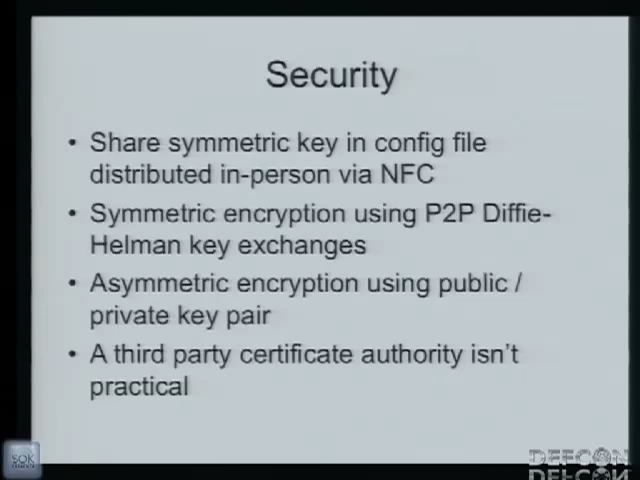 Security
• Share symmetric key in config file
distributed in-person via NFC
• Symmetric encryption using P2P Diffie-
Helman key exchanges
• Asymmetric encryption using public /
private key pair
• A third party certificate authority isn't
practical
SOK
DEFCON
DEFCON